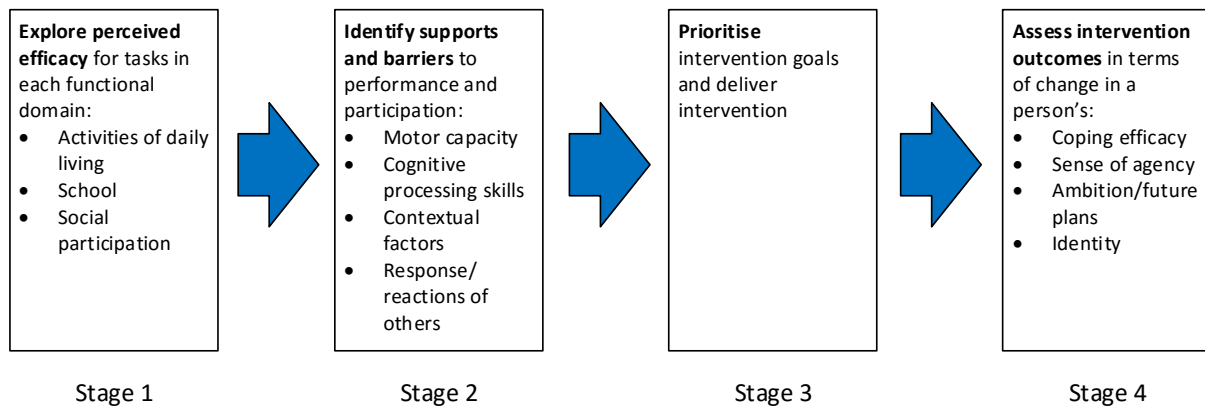 Explore perceived
efficacy for tasks in
each functional
domain:
• Activities of daily
living
• School
• Social
participation
Identify supports
and barriers to
performance and
participation:
• Motor capacity
• Cognitive
processing skills
• Contextual
factors
• Response/
reactions of
others
Prioritise
intervention goals
and deliver
intervention
Assess intervention
outcomes in terms
of change in a
person's:
• Coping efficacy
• Sense of agency
• Ambition/future
plans
• Identity
Stage 1
Stage 2
Stage 3
Stage 4